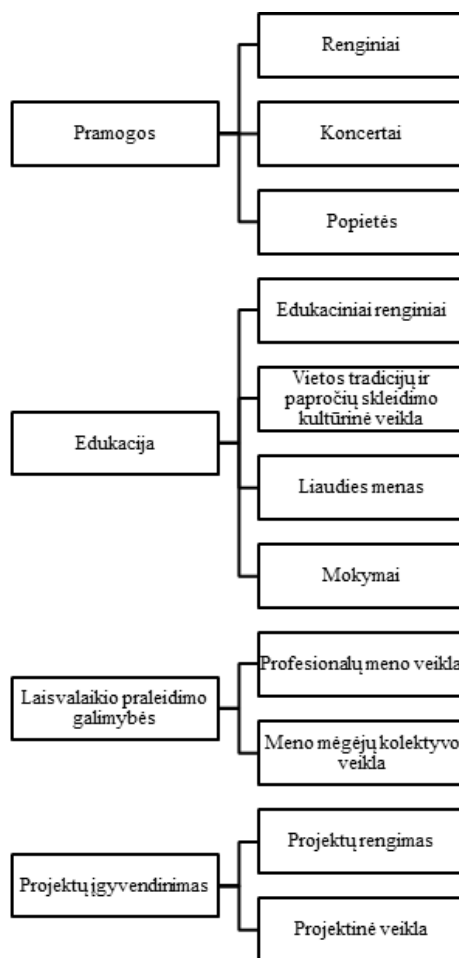 Pramogos
Renginiai
Koncertai
Popietės
Edukacija
Edukaciniai renginiai
Vietos tradicijų ir
papročių skleidimo
kultūrinė veikla
Liaudies menas
Mokymai
Laisvalaikio praleidimo
galimybės
Profesionalų meno veikla
Meno mėgėjų kolektyvo
veikla
Projektų įgyvendinimas
Projektų rengimas
Projektinė veikla